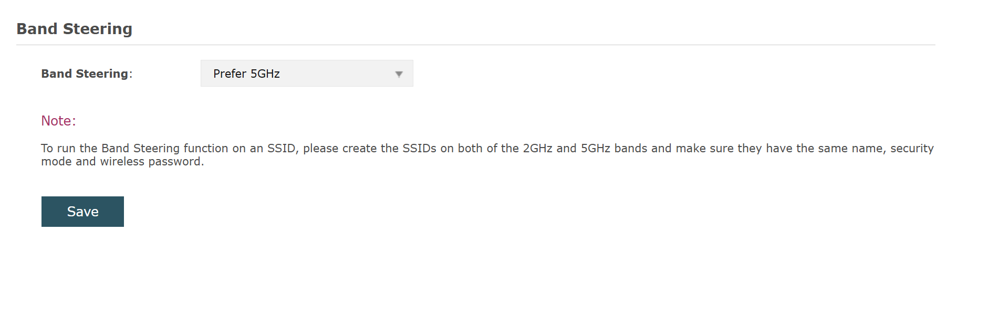 Band Steering
Band Steering: Prefer 5GHz
Note:
To run the Band Steering function on an SSID, please create the SSIDs on both of the 2GHz and 5GHz bands and make sure they have the same name, security
mode and wireless password.
Save